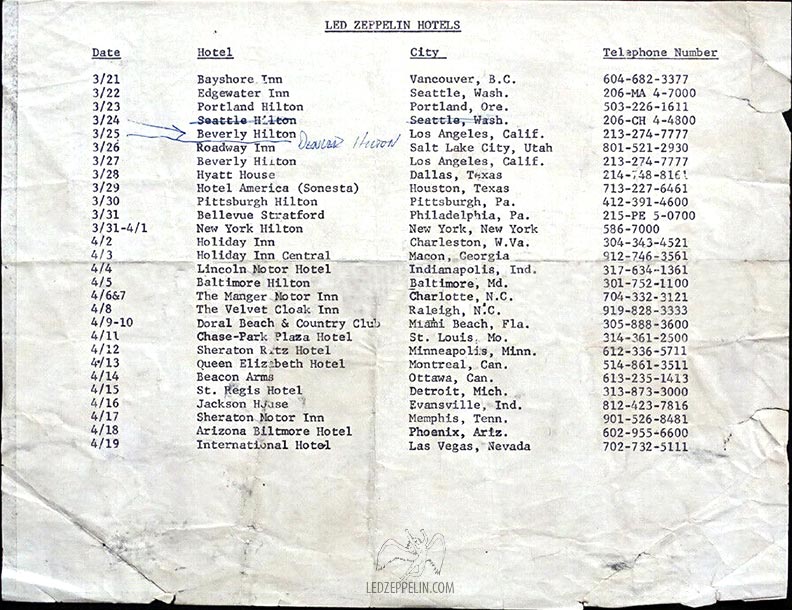 LED ZEPPELIN HOTELS
Date Hotel City Telephone Number
3/21 Bayshore Inn Vancouver, B.C. 604-682-3377
3/22 Edgewater Inn Seattle, Wash. 206-MA 4-7000
3/23 Portland Hilton Portland, Ore. 503-226-1611
3/24 Seattle Hilton Seattle, Wash. 206-CH 4-4800
3/25 Beverly Hilton Denver Hilton Los Angeles, Calif. 213-274-7777
3/26 Roadway Inn Salt Lake City, Utah 801-521-2930
3/27 Beverly Hilton Los Angeles, Calif. 213-274-7777
3/28 Hyatt House Dallas, Texas 214-748-8161
3/29 Hotel America (Sonesta) Houston, Texas 713-227-6461
3/30 Pittsburgh Hilton Pittsburgh, Pa. 412-391-4600
3/31 Bellevue Stratford Philadelphia, Pa. 215-PE 5-0700
3/31-4/1 New York Hilton New York, New York 586-7000
4/2 Holiday Inn Charleston, W.Va. 304-343-4521
4/3 Holiday Inn Central Macon, Georgia 912-746-3561
4/4 Lincoln Motor Hotel Indianapolis, Ind. 317-634-1361
4/5 Baltimore Hilton Baltimore, Md. 301-752-1100
4/6&7 The Manger Motor Inn Charlotte, N.C. 704-332-3121
4/8 The Velvet Cloak Inn Raleigh, N.C. 919-828-3333
4/9-10 Doral Beach & Country Club Miami Beach, Fla. 305-888-3600
4/11 Chase-Park Plaza Hotel St. Louis, Mo. 314-361-2500
4/12 Sheraton Ritz Hotel Minneapolis, Minn. 612-336-5711
4/13 Queen Elizabeth Hotel Montreal, Can. 514-861-3511
4/14 Beacon Arms Ottawa, Can. 613-235-1413
4/15 St. Regis Hotel Detroit, Mich. 313-873-3000
4/16 Jackson House Evansville, Ind. 812-423-7816
4/17 Sheraton Motor Inn Memphis, Tenn. 901-526-8481
4/18 Arizona Biltmore Hotel Phoenix, Ariz. 602-955-6600
4/19 International Hotel Las Vegas, Nevada 702-732-5111
LEDZEPPELIN.COM